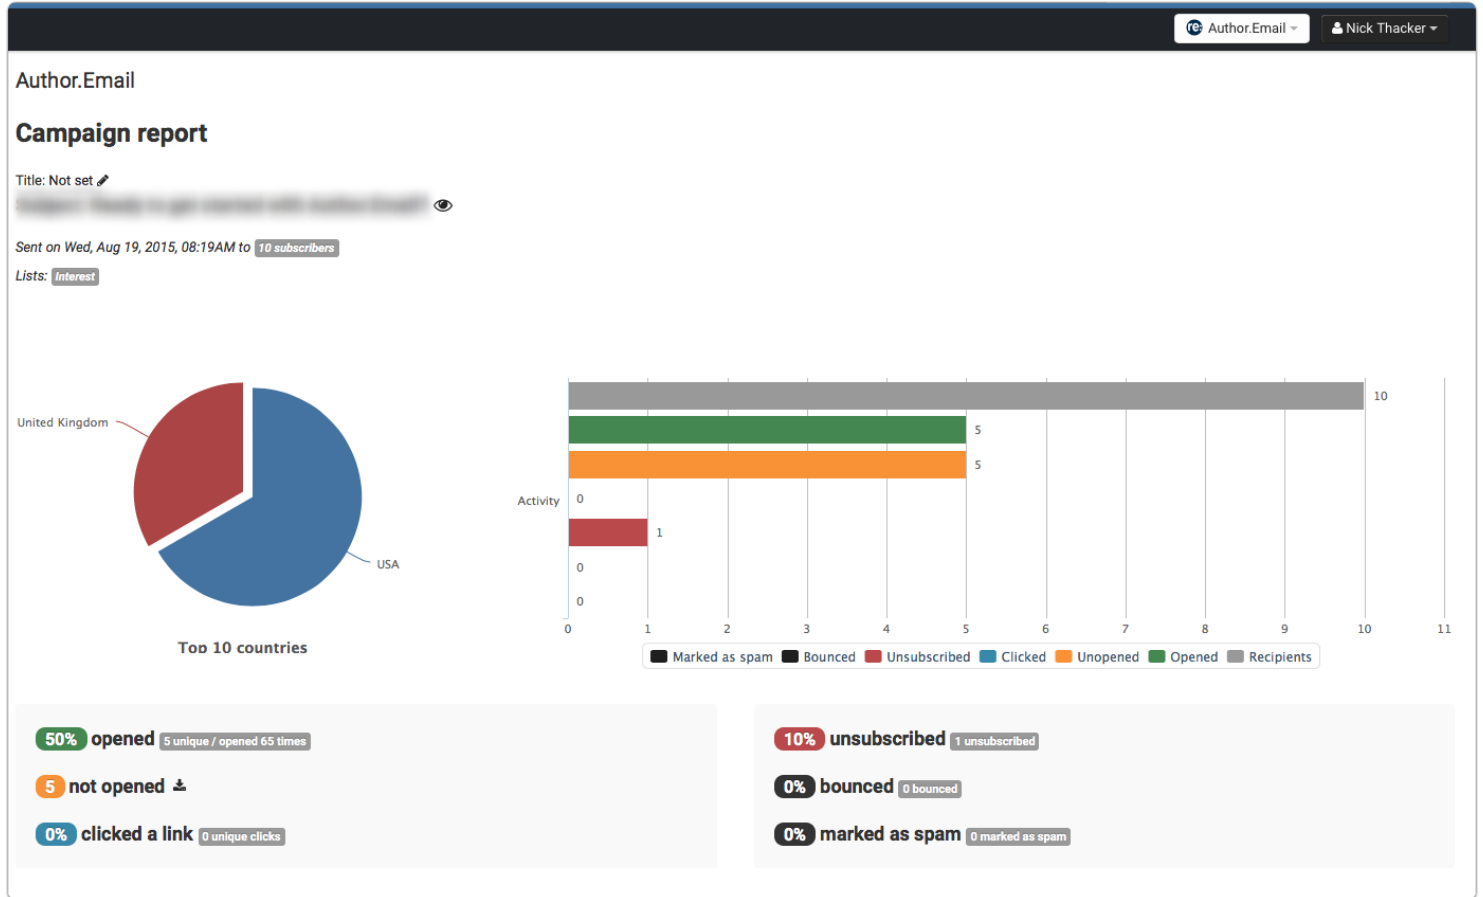 re: Author.Email
Nick Thacker
Author.Email
Campaign report
Title: Not set
Sent on Wed, Aug 19, 2015, 08:19AM to 10 subscribers
Lists: Interest
United Kingdom
USA
Top 10 countries
Activity
10
5
5
0
1
0
0
0 1 2 3 4 5 6 7 8 9 10 11
Marked as spam Bounced Unsubscribed Clicked Unopened Opened Recipients
50% opened 5 unique / opened 65 times
5 not opened
0% clicked a link 0 unique clicks
10% unsubscribed 1 unsubscribed
0% bounced 0 bounced
0% marked as spam 0 marked as spam